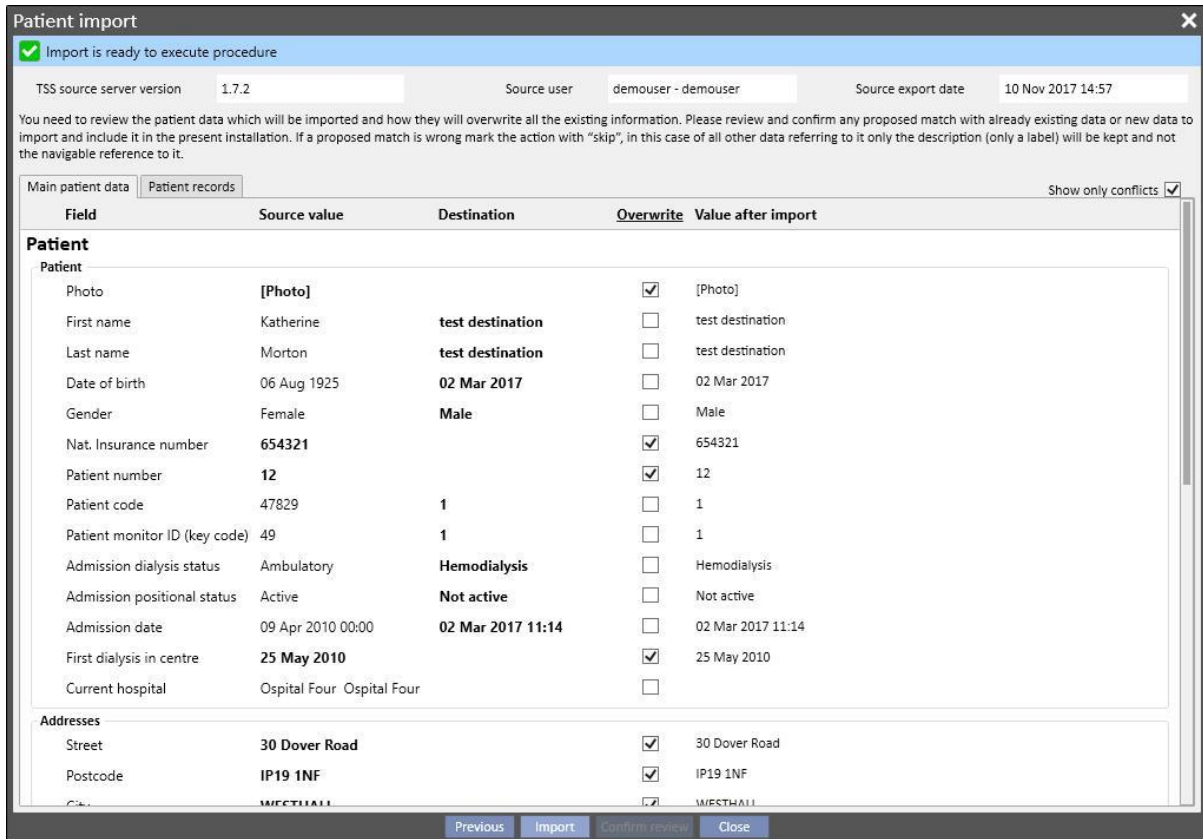 Patient import
Import is ready to execute procedure
TSS source server version 1.7.2 Source user demouser - demouser Source export date 10 Nov 2017 14:57
You need to review the patient data which will be imported and how they will overwrite all the existing information. Please review and confirm any proposed match with already existing data or new data to
import and include it in the present installation. If a proposed match is wrong mark the action with “skip”, in this case of all other data referring to it only the description (only a label) will be kept and not
the navigable reference to it.
Main patient data Patient records Show only conflicts
Field Source value Destination Overwrite Value after import
Patient
Patient
Photo [Photo] [Photo]
First name Katherine test destination test destination
Last name Morton test destination test destination
Date of birth 06 Aug 1925 02 Mar 2017 02 Mar 2017
Gender Female Male Male
Nat. Insurance number 654321 654321
Patient number 12 12
Patient code 47829 1 1
Patient monitor ID (key code) 49 1 1
Admission dialysis status Ambulatory Hemodialysis Hemodialysis
Admission positional status Active Not active Not active
Admission date 09 Apr 2010 00:00 02 Mar 2017 11:14 02 Mar 2017 11:14
First dialysis in centre 25 May 2010 25 May 2010
Current hospital Ospital Four Ospital Four
Addresses
Street 30 Dover Road 30 Dover Road
Postcode IP19 1NF IP19 1NF
City WESTHALL WESTHALL
Previous Import Confirm review Close